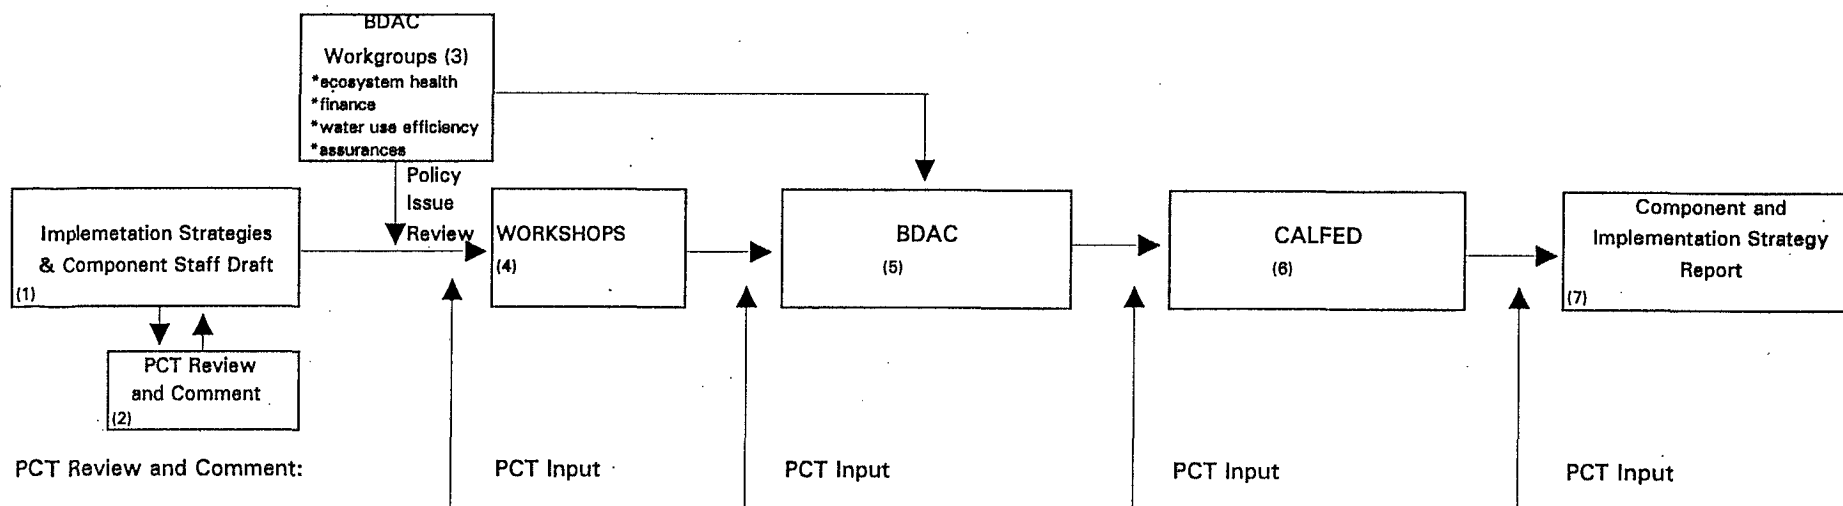 BDAC
Workgroups (3)
*ecosystem health
*finance
*water use efficiency
*assurances
Policy
Issue
Review
Implemetation Strategies
& Component Staff Draft
(1)
PCT Review
and Comment
(2)
WORKSHOPS
(4)
BDAC
(5)
CALFED
(6)
Component and
Implementation Strategy
Report
(7)
PCT Review and Comment:
PCT Input
PCT Input
PCT Input
PCT Input